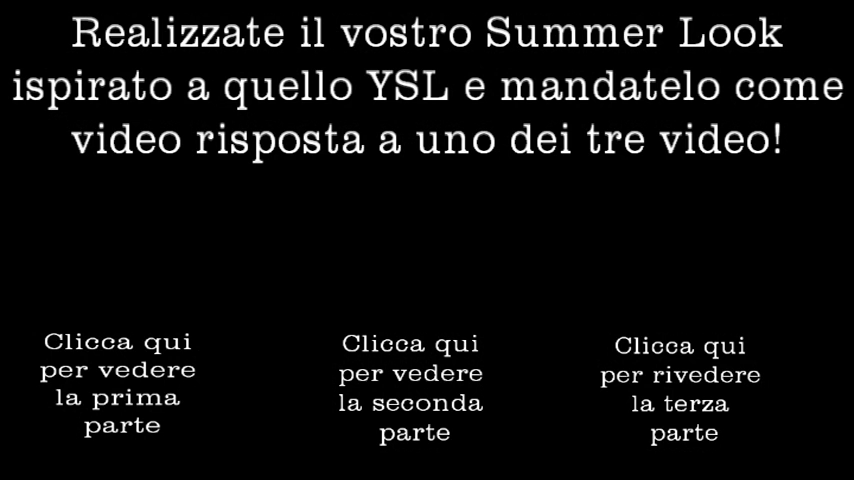 Realizzate il vostro Summer Look
ispirato a quello YSL e mandatelo come
video risposta a uno dei tre video!
Clicca qui
per vedere
la prima
parte
Clicca qui
per vedere
la seconda
parte
Clicca qui
per rivedere
la terza
parte